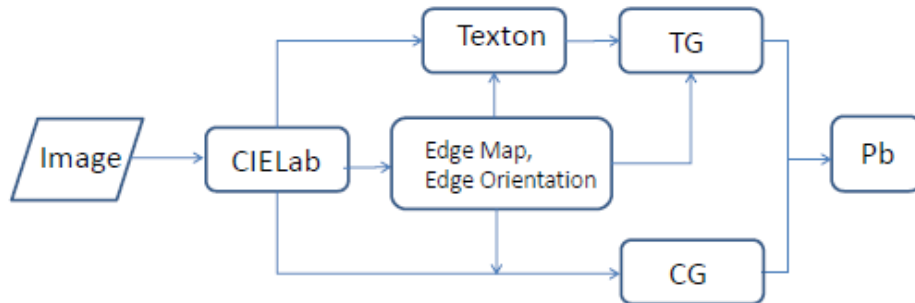 Texton
TG
Image
CIELab
Edge Map,
Edge Orientation
Pb
CG